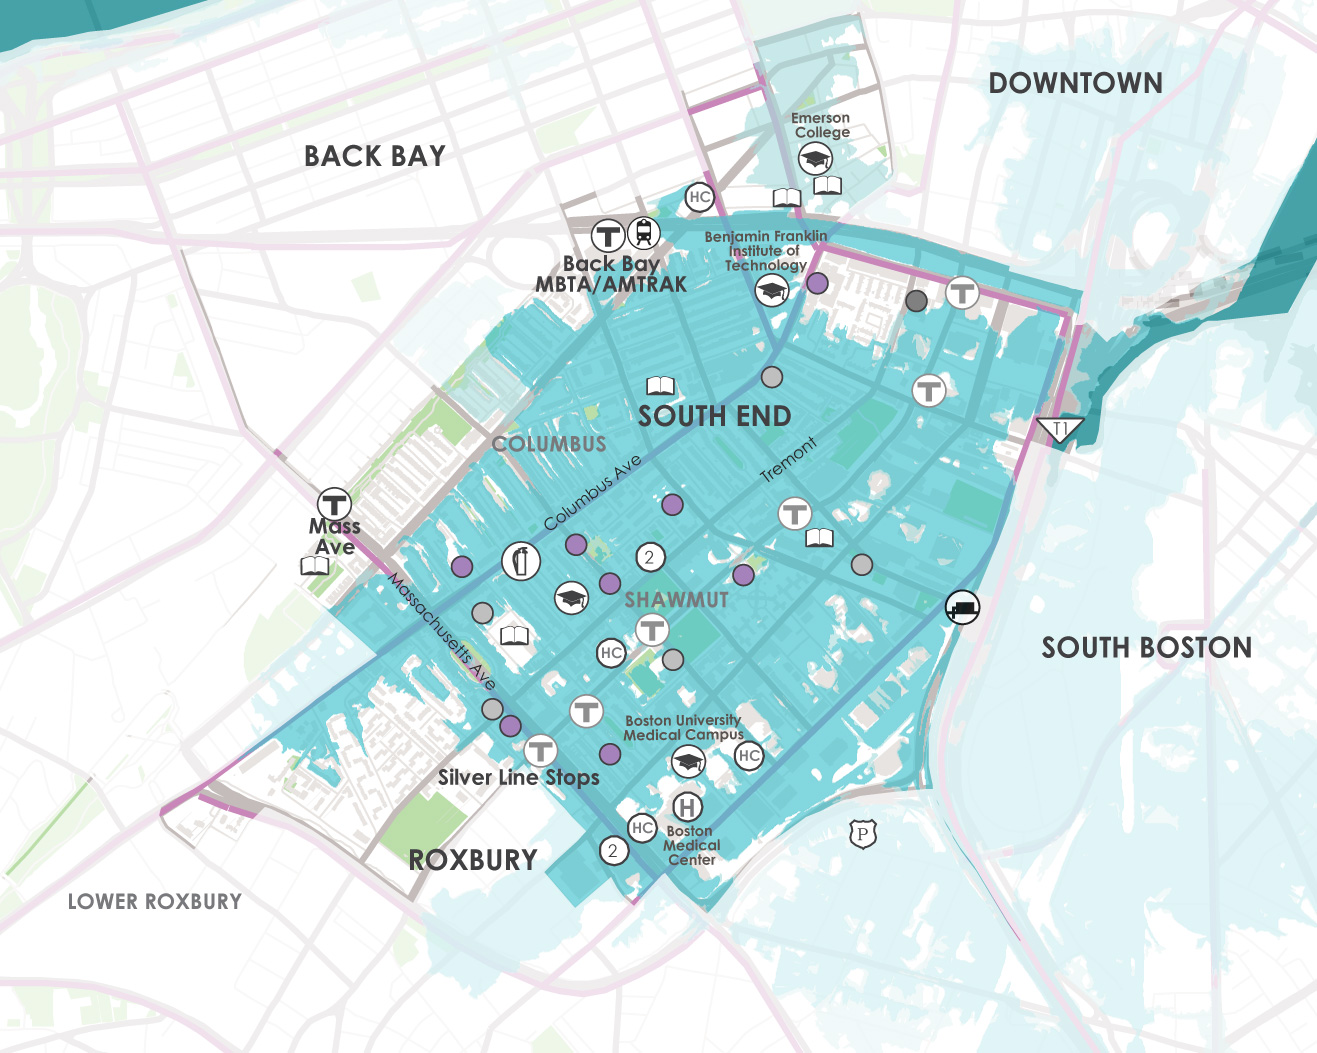 DOWNTOWN
Emerson
College
BACK BAY
HC
Benjamin Franklin
Institute of
Technology
T
Back Bay
MBTA/AMTRAK
T
T
SOUTH END
T1
COLUMBUS
Tremont
Columbus Ave
T
Mass
Ave
T
2
Massachusetts Ave
SHAWMUT
T
HC
SOUTH BOSTON
T
Boston University
Medical Campus
HC
T
Silver Line Stops
H
HC
Boston
Medical
Center
P
2
ROXBURY
LOWER ROXBURY